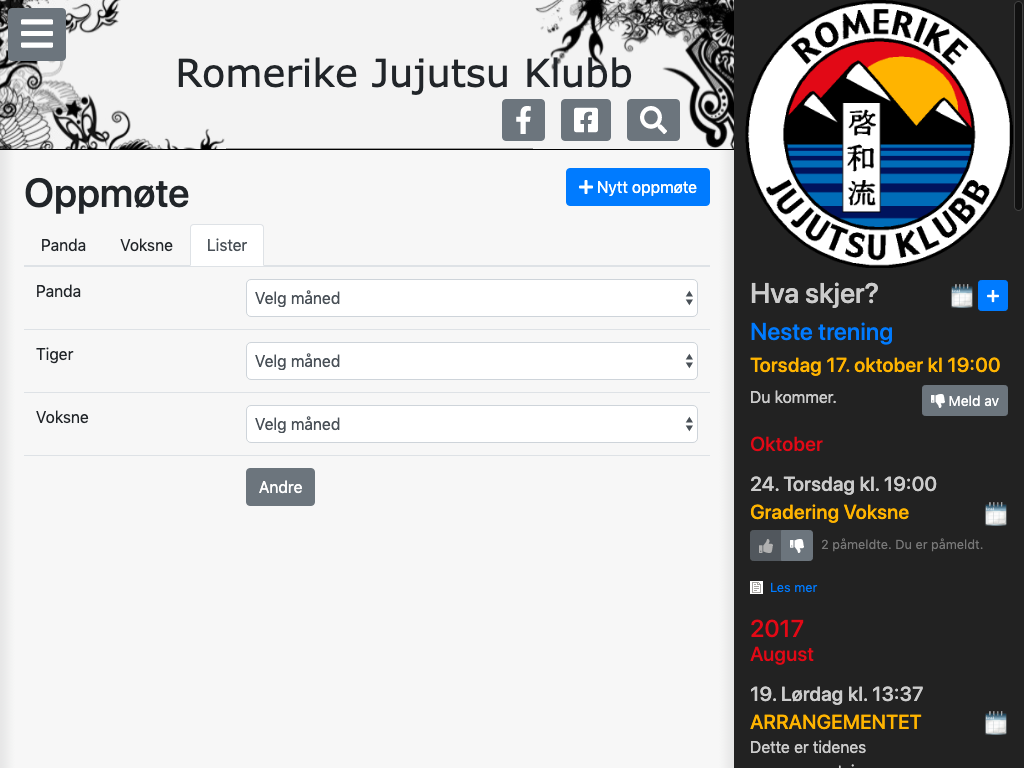 Romerike Jujutsu Klubb
Oppmøte
Nytt oppmøte
Panda Voksne Lister
Panda Velg måned
Tiger Velg måned
Voksne Velg måned
Andre
ROMERIKE
啓和流
JUJUTSU KLUBB
Hva skjer?
Neste trening
Torsdag 17. oktober kl 19:00
Du kommer. Meld av
Oktober
24. Torsdag kl. 19:00
Gradering Voksne
2 påmeldte. Du er påmeldt.
Les mer
2017
August
19. Lørdag kl. 13:37
ARRANGEMENTET
Dette er tidenes